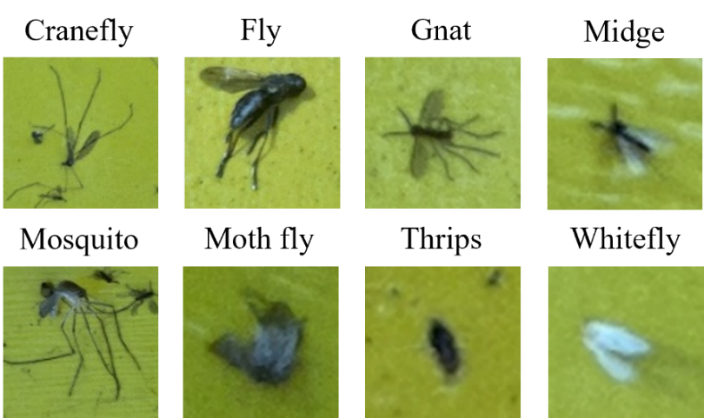 Cranefly Fly Gnat Midge
Mosquito Moth fly Thrips Whitefly